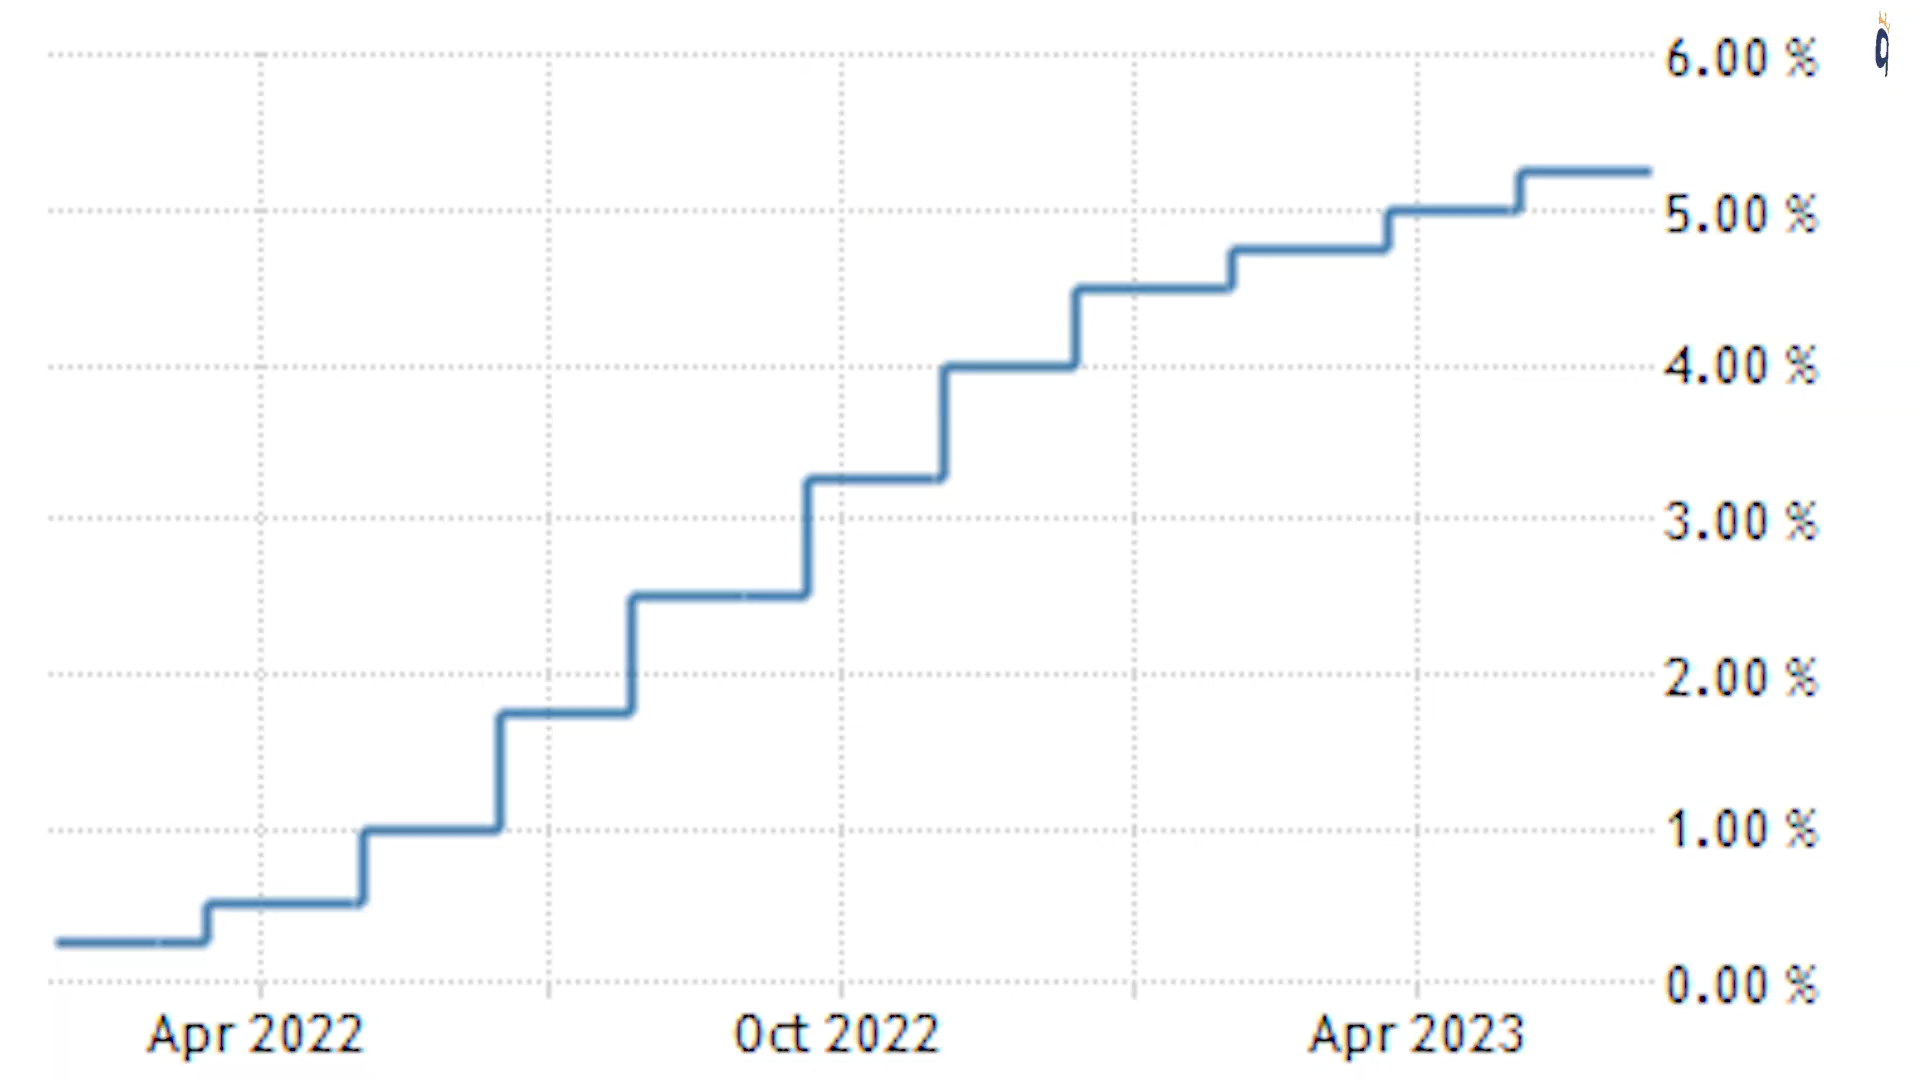 6.00 %
5.00 %
4.00 %
3.00 %
2.00 %
1.00 %
0.00 %
Apr 2022
Oct 2022
Apr 2023